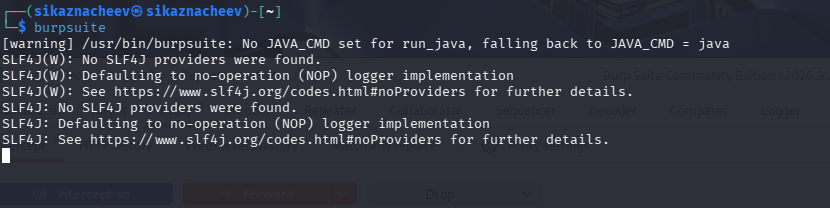 ┌──(sikaznacheev㉿sikaznacheev)-[~]
└─$ burpsuite
[warning] /usr/bin/burpsuite: No JAVA_CMD set for run_java, falling back to JAVA_CMD = java
SLF4J(W): No SLF4J providers were found.
SLF4J(W): Defaulting to no-operation (NOP) logger implementation
Burp Suite Community Edition v2026.3
SLF4J(W): See https://www.slf4j.org/codes.html#noProviders for further details.
SLF4J: No SLF4J providers were found.
Repeater Collaborator Sequencer Decoder Comparer Logger
SLF4J: Defaulting to no-operation (NOP) logger implementation
SLF4J: See https://www.slf4j.org/codes.html#noProviders for further details.
Intercept on Forward Drop